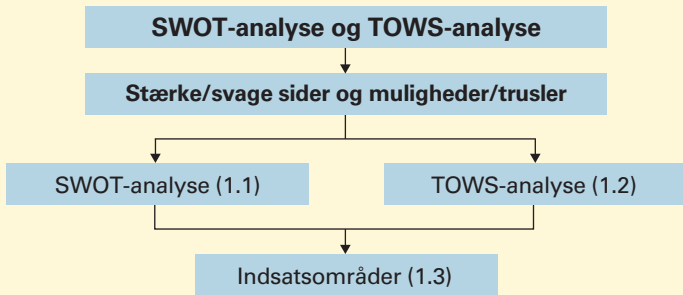 SWOT-analyse og TOWS-analyse
Stærke/svage sider og muligheder/trusler
SWOT-analyse (1.1)
TOWS-analyse (1.2)
Indsatsområder (1.3)